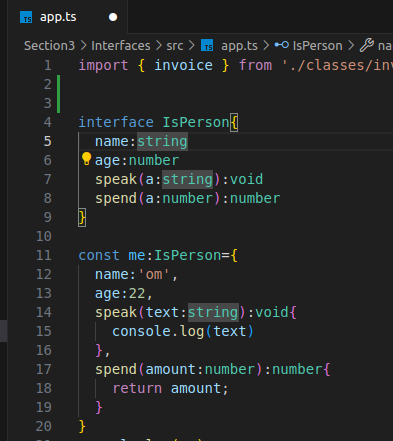 TS app.ts
Section3 > Interfaces > src > TS app.ts > IsPerson >
1 import { invoice } from './classes/inv
2
3
4 interface IsPerson{
5 name:string
6 age:number
7 speak(a:string):void
8 spend(a:number):number
9 }
10
11 const me:IsPerson={
12 name:'om',
13 age:22,
14 speak(text:string):void{
15 console.log(text)
16 },
17 spend(amount:number):number{
18 return amount;
19 }
20 }